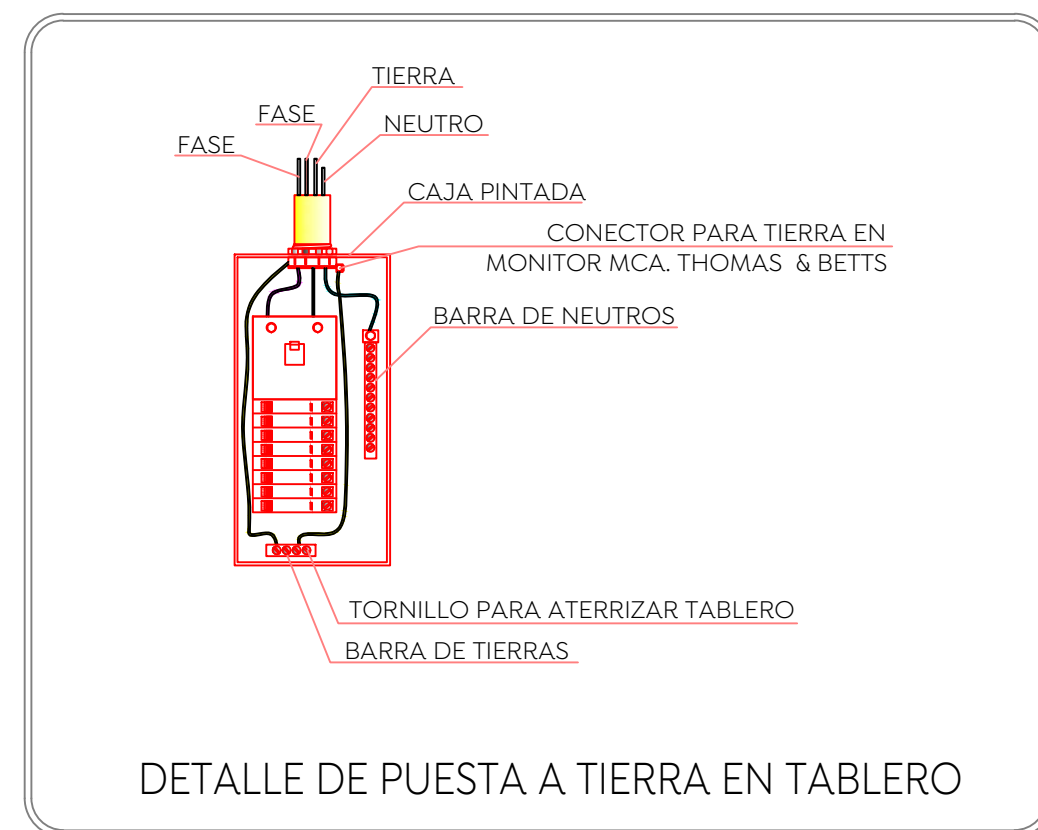 TIERRA
FASE
NEUTRO
FASE
CAJA PINTADA
CONECTOR PARA TIERRA EN
MONITOR MCA. THOMAS & BETTS
BARRA DE NEUTROS
TORNILLO PARA ATERRIZAR TABLERO
BARRA DE TIERRAS
DETALLE DE PUESTA A TIERRA EN TABLERO